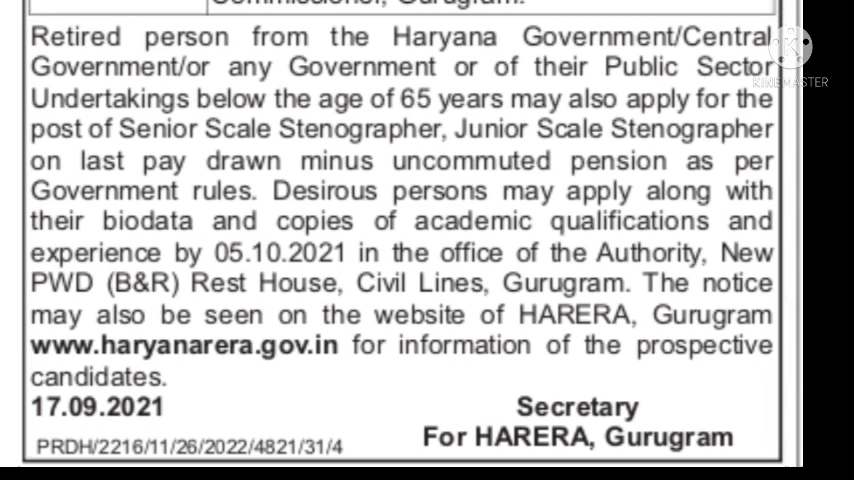 Commissioner, Gurugram.
Retired person from the Haryana Government/Central
Government/or any Government or of their Public Sector
Undertakings below the age of 65 years may also apply for the
post of Senior Scale Stenographer, Junior Scale Stenographer
on last pay drawn minus uncommuted pension as per
Government rules. Desirous persons may apply along with
their biodata and copies of academic qualifications and
experience by 05.10.2021 in the office of the Authority, New
PWD (B&R) Rest House, Civil Lines, Gurugram. The notice
may also be seen on the website of HARERA, Gurugram
www.haryanarera.gov.in for information of the prospective
candidates.
17.09.2021 Secretary
For HARERA, Gurugram
PRDH/2216/11/26/2022/4821/31/4
K
KINEMASTER